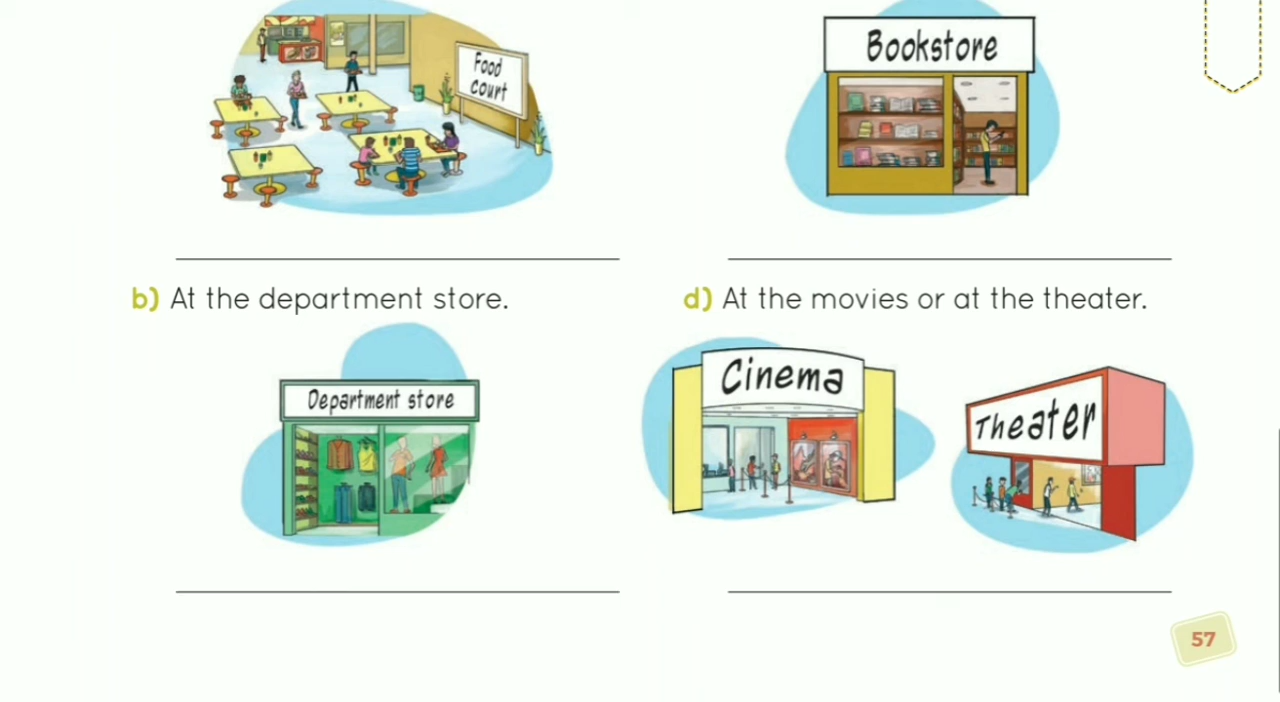 Food
court
Bookstore
b) At the department store.
Department store
d) At the movies or at the theater.
Cinema
Theater
57